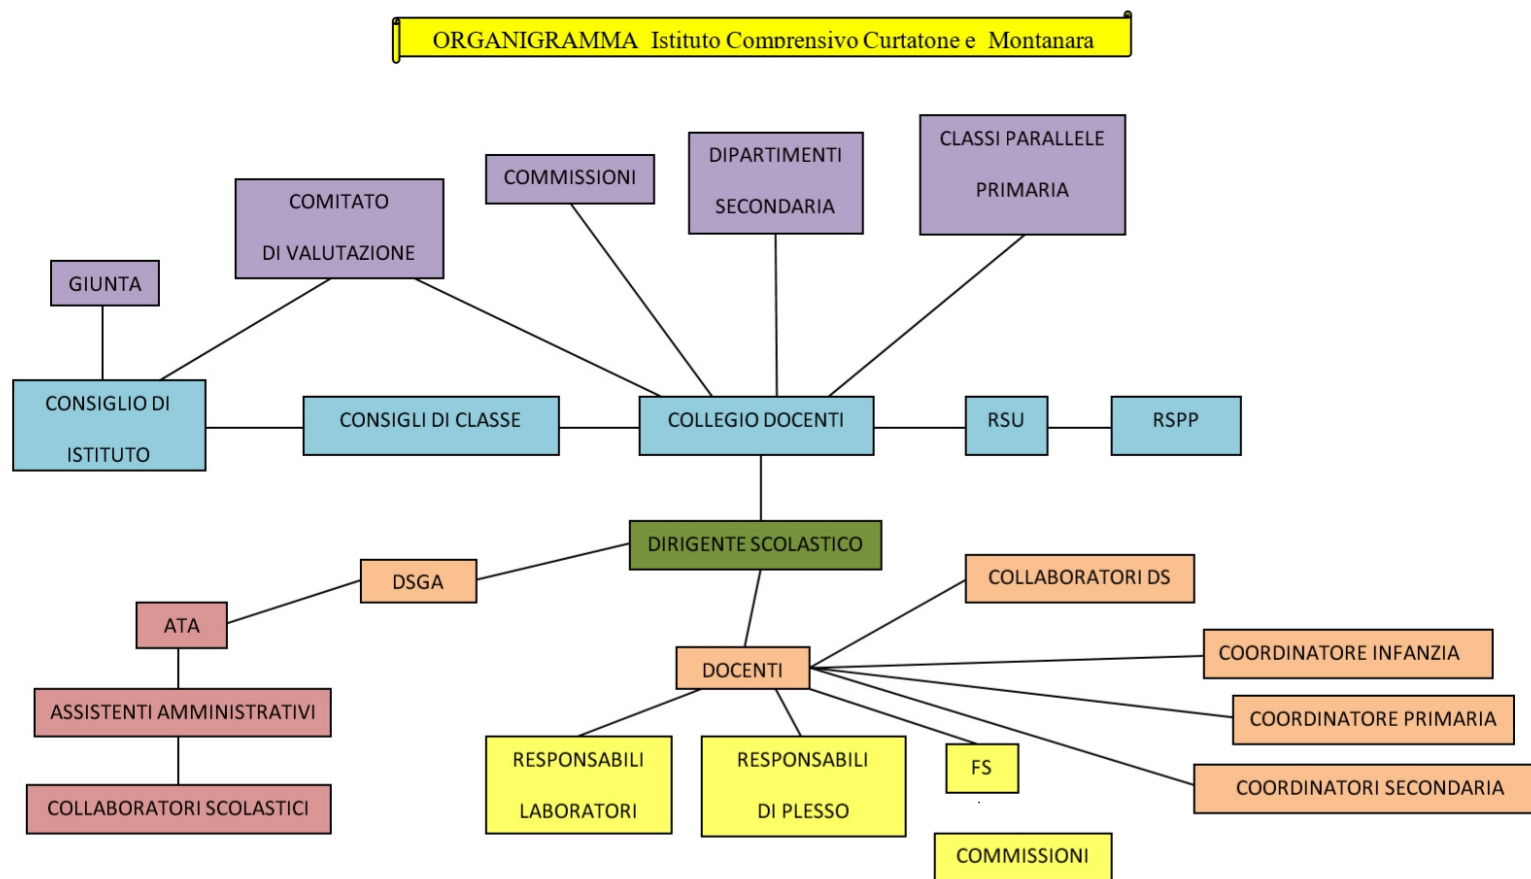 ORGANIGRAMMA Istituto Comprensivo Curtatone e Montanara
CLASSI PARALLELE
PRIMARIA
DIPARTIMENTI
SECONDARIA
COMMISSIONI
COMITATO
DI VALUTAZIONE
GIUNTA
CONSIGLIO DI
ISTITUTO
CONSIGLI DI CLASSE
COLLEGIO DOCENTI
RSU
RSPP
DIRIGENTE SCOLASTICO
DSGA
COLLABORATORI DS
ATA
COORDINATORE INFANZIA
DOCENTI
ASSISTENTI AMMINISTRATIVI
COORDINATORE PRIMARIA
RESPONSABILI
LABORATORI
RESPONSABILI
DI PLESSO
FS
COORDINATORI SECONDARIA
COLLABORATORI SCOLASTICI
COMMISSIONI